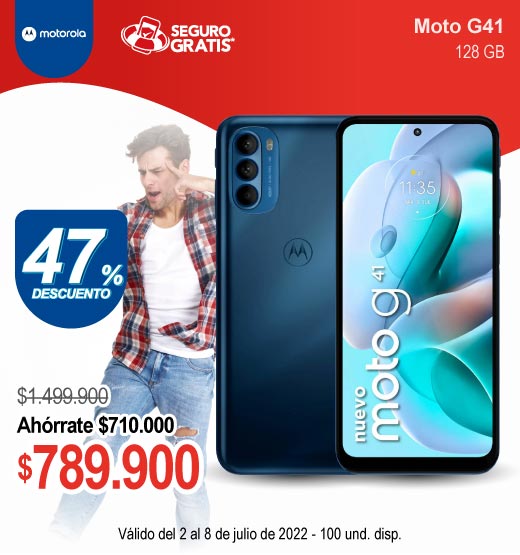 motorola
SEGURO
GRATIS*
Moto G41
128 GB
11:35
47%
DESCUENTO
nuevo
moto g 41
$1.499.900
Ahórrate $710.000
$789.900
Válido del 2 al 8 de julio de 2022 - 100 und. disp.